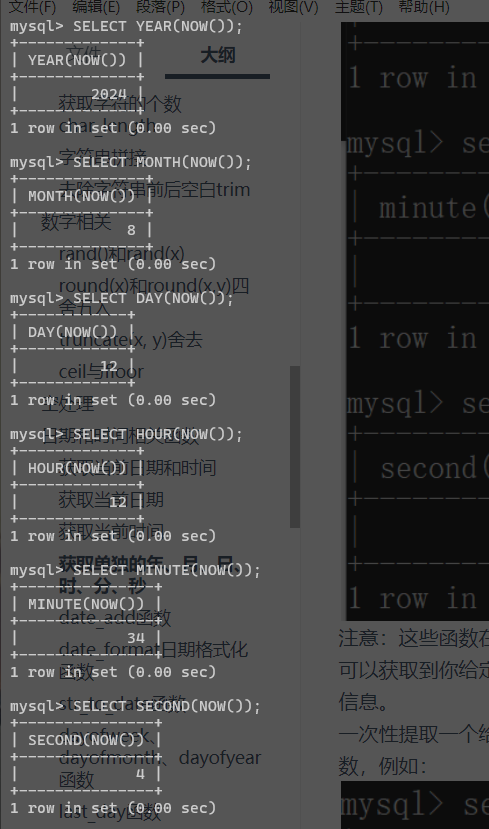 文件(F) 编辑(E) 段落(P) 格式(O) 视图(V) 主题(T) 帮助(H)
mysql> SELECT YEAR(NOW());
+-------------+
| YEAR(NOW()) |
+-------------+
|        2024 |
+-------------+
1 row in set (0.00 sec)
mysql> SELECT MONTH(NOW());
+--------------+
| MONTH(NOW()) |
+--------------+
|            8 |
+--------------+
1 row in set (0.00 sec)
mysql> SELECT DAY(NOW());
+------------+
| DAY(NOW()) |
+------------+
|         12 |
+------------+
1 row in set (0.00 sec)
mysql> SELECT HOUR(NOW());
+-------------+
| HOUR(NOW()) |
+-------------+
|          12 |
+-------------+
1 row in set (0.00 sec)
mysql> SELECT MINUTE(NOW());
+---------------+
| MINUTE(NOW()) |
+---------------+
|            34 |
+---------------+
1 row in set (0.00 sec)
mysql> SELECT SECOND(NOW());
+---------------+
| SECOND(NOW()) |
+---------------+
|             4 |
+---------------+
1 row in set (0.00 sec)
文件 大纲
获取字符的个数
char_length
字符串拼接
去除字符串前后空白trim
数字相关
rand()和rand(x)
round(x)和round(x,y)四
舍五入
truncate(x, y)舍去
ceil与floor
空处理
日期和时间相关函数
获取当前日期和时间
获取当前日期
获取当前时间
获取单独的年、月、日、
时、分、秒
date_add函数
date_format日期格式化
函数
str_to_date函数
dayofweek、
dayofmonth、dayofyear
函数
last_day函数
1 row in
mysql> se
| minute(
1 row in
mysql> se
| second(
1 row in
注意：这些函数在
可以获取到你给定
信息。
一次性提取一个给
数，例如：
mysql> se